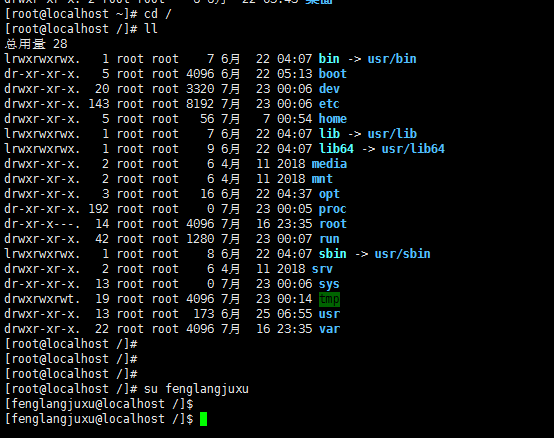 [root@localhost ~]# cd /
[root@localhost /]# ll
总用量 28
lrwxrwxrwx.   1 root root    7 6月  22 04:07 bin -> usr/bin
dr-xr-xr-x.   5 root root 4096 6月  22 05:13 boot
drwxr-xr-x.  20 root root 3320 7月  23 00:06 dev
drwxr-xr-x. 143 root root 8192 7月  23 00:06 etc
drwxr-xr-x.   5 root root   56 7月   7 00:54 home
lrwxrwxrwx.   1 root root    7 6月  22 04:07 lib -> usr/lib
lrwxrwxrwx.   1 root root    9 6月  22 04:07 lib64 -> usr/lib64
drwxr-xr-x.   2 root root    6 4月  11 2018 media
drwxr-xr-x.   2 root root    6 4月  11 2018 mnt
drwxr-xr-x.   3 root root   16 6月  22 04:37 opt
dr-xr-xr-x. 192 root root    0 7月  23 00:05 proc
dr-xr-x---.  14 root root 4096 7月  16 23:35 root
drwxr-xr-x.  42 root root 1280 7月  23 00:07 run
lrwxrwxrwx.   1 root root    8 6月  22 04:07 sbin -> usr/sbin
drwxr-xr-x.   2 root root    6 4月  11 2018 srv
dr-xr-xr-x.  13 root root    0 7月  23 00:06 sys
drwxrwxrwt.  19 root root 4096 7月  23 00:14 tmp
drwxr-xr-x.  13 root root  173 6月  25 06:55 usr
drwxr-xr-x.  22 root root 4096 7月  16 23:35 var
[root@localhost /]#
[root@localhost /]#
[root@localhost /]#
[root@localhost /]# su fenglangjuxu
[fenglangjuxu@localhost /]$
[fenglangjuxu@localhost /]$